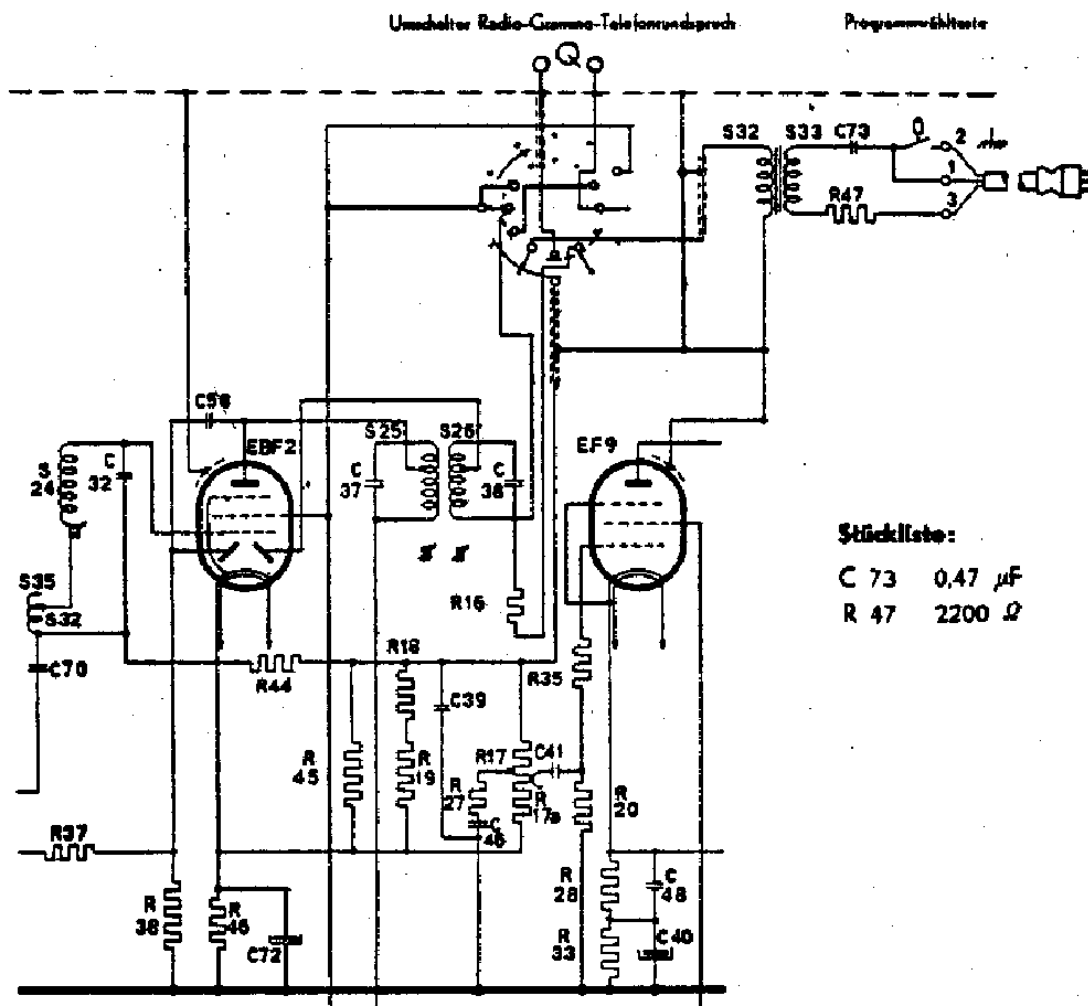 Umschalter Radio-Grammo-Telefonrundspruch
Programmwähltaste
Q
S32
S33
C73
2
1
3
R47
C58
EBF2
S25
S26
EF9
S
24
C
32
C
37
C
38
Stückliste:
C 73 0,47 µF
R 47 2200 Ω
S35
S32
C70
R16
R18
R44
R35
C39
R
45
R
19
R17
C41
R
27
R
17a
C
46
R
20
R37
R
38
R
46
C72
R
28
C
48
R
33
C40